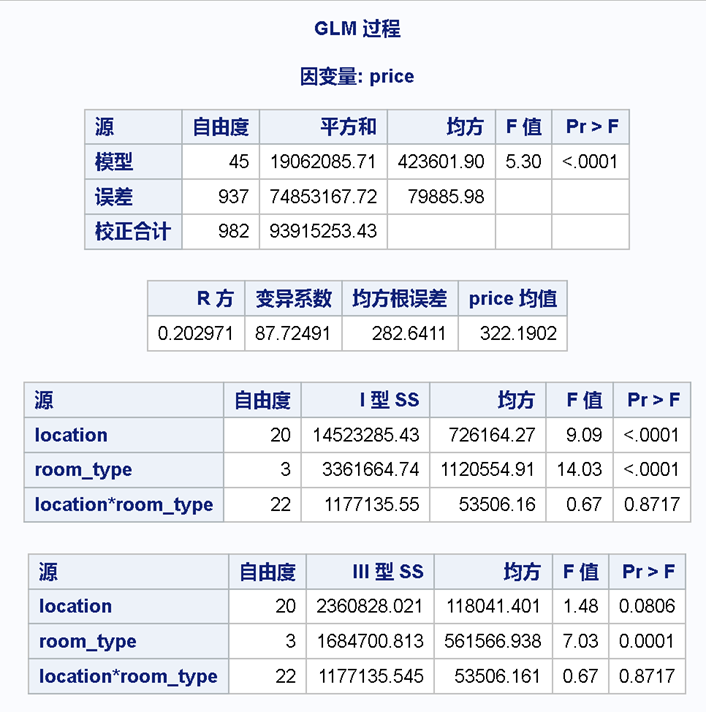 GLM 过程
因变量: price
源 自由度 平方和 均方 F 值 Pr > F
模型 45 19062085.71 423601.90 5.30 <.0001
误差 937 74853167.72 79885.98
校正合计 982 93915253.43
R 方 变异系数 均方根误差 price 均值
0.202971 87.72491 282.6411 322.1902
源 自由度 I 型 SS 均方 F 值 Pr > F
location 20 14523285.43 726164.27 9.09 <.0001
room_type 3 3361664.74 1120554.91 14.03 <.0001
location*room_type 22 1177135.55 53506.16 0.67 0.8717
源 自由度 III 型 SS 均方 F 值 Pr > F
location 20 2360828.021 118041.401 1.48 0.0806
room_type 3 1684700.813 561566.938 7.03 0.0001
location*room_type 22 1177135.545 53506.161 0.67 0.8717